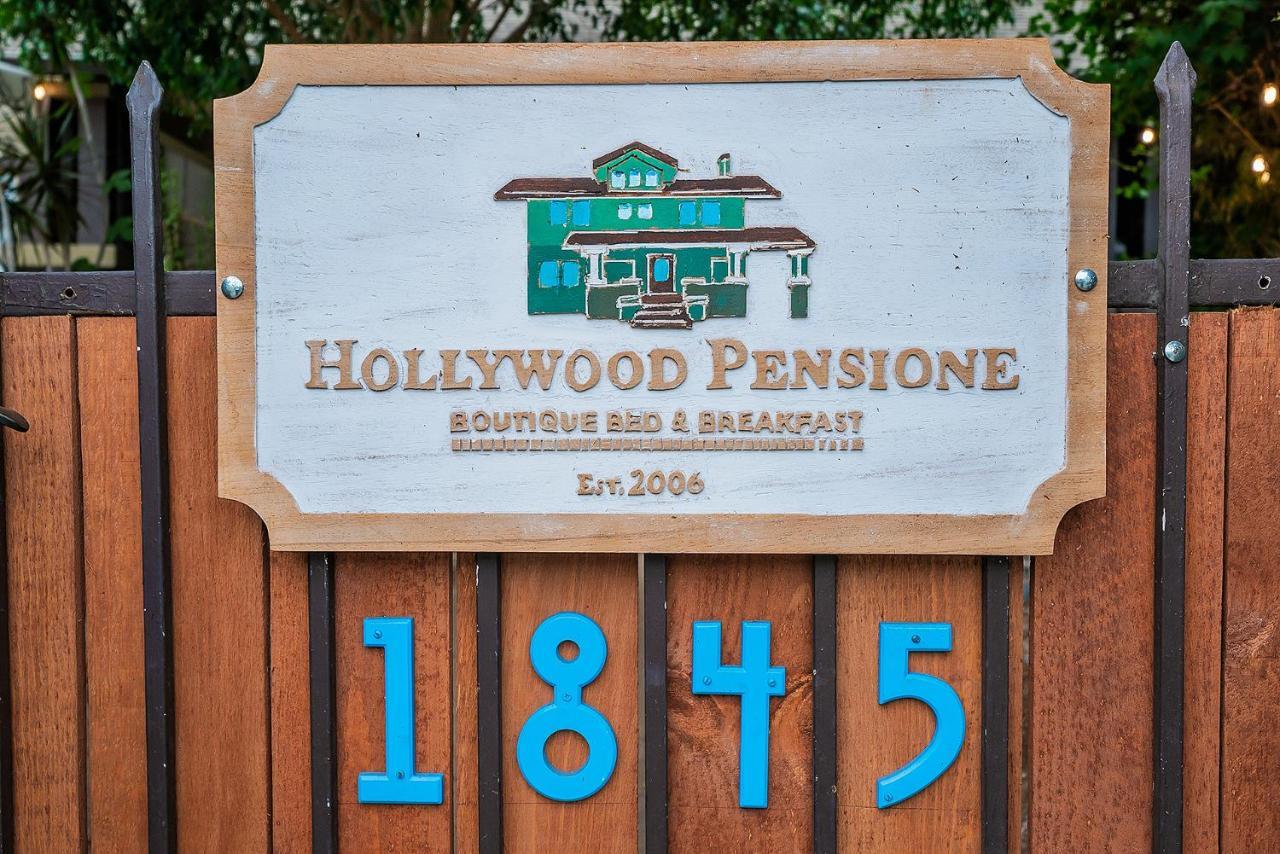 HOLLYWOOD PENSIONE
BOUTIQUE BED & BREAKFAST
EST. 2006
1845